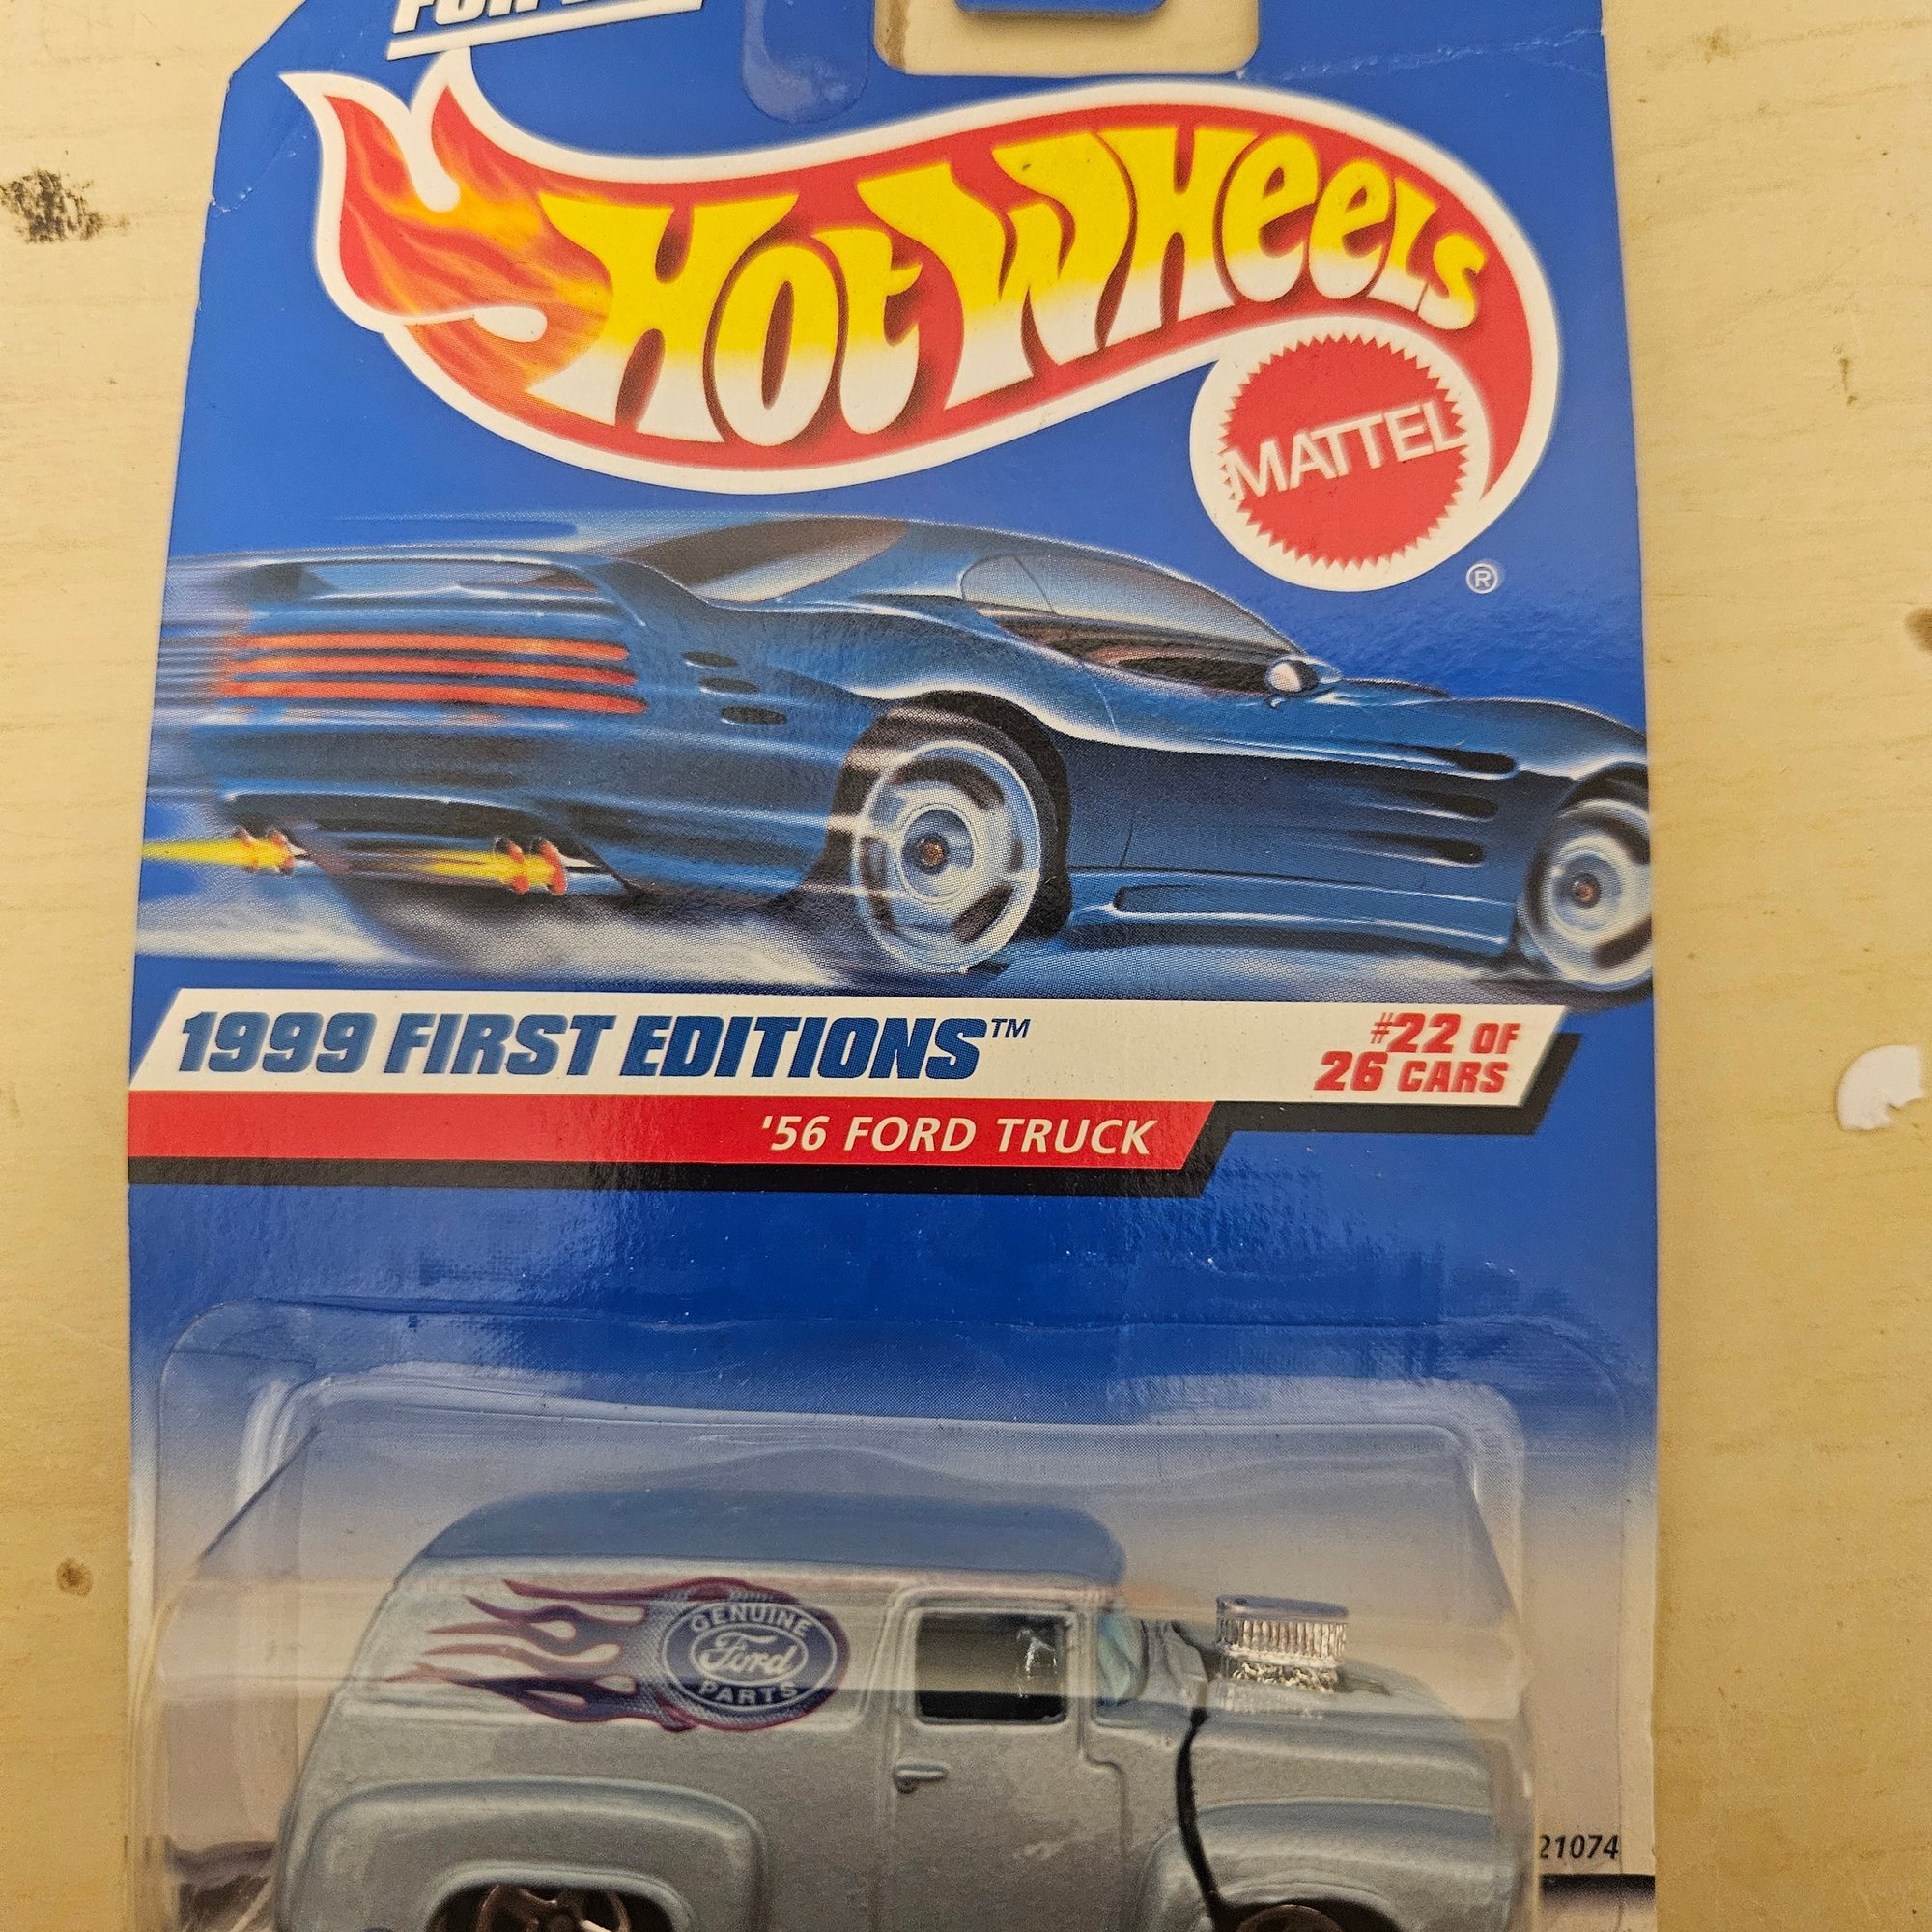 HOT WHEELS
MATTEL
®
1999 FIRST EDITIONS™
#22 OF
26 CARS
'56 FORD TRUCK
GENUINE
Ford
PARTS
21074